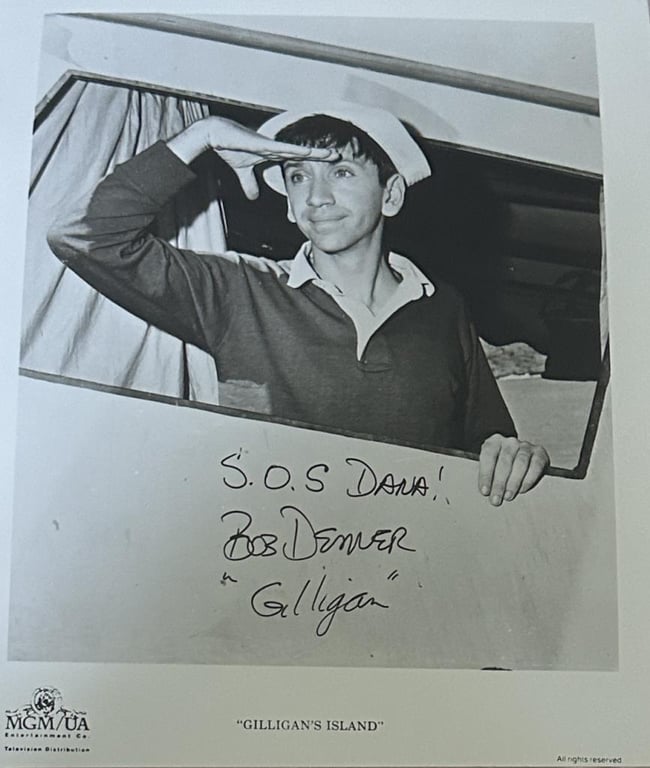 S.O.S DANA!
BOB DENVER
"Gilligan"
MGM/UA
Entertainment Co.
Television Distribution
"GILLIGAN'S ISLAND"
All rights reserved